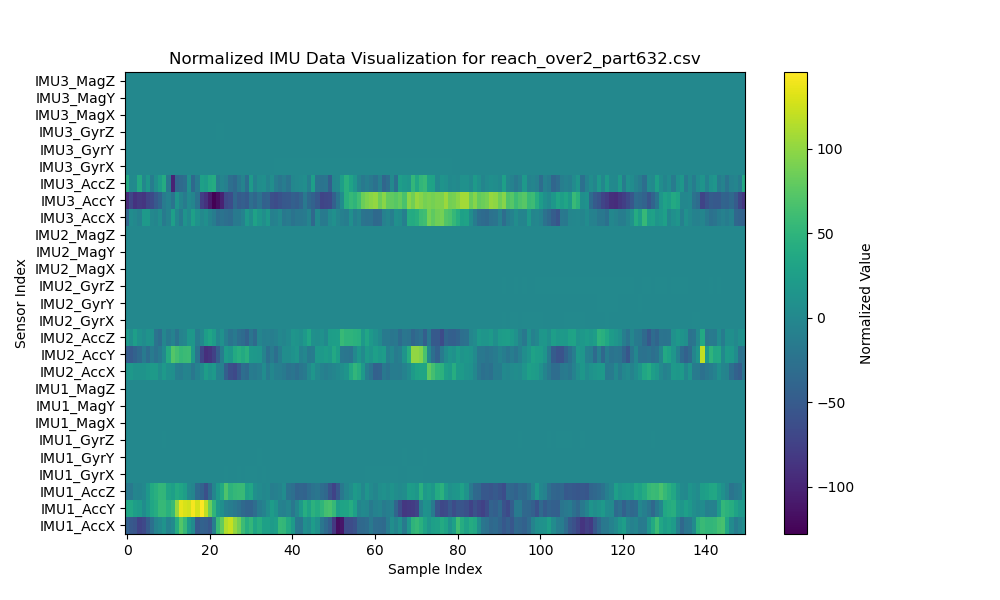 Normalized IMU Data Visualization for reach_over2_part632.csv
IMU3_MagZ
IMU3_MagY
IMU3_MagX
IMU3_GyrZ
IMU3_GyrY
IMU3_GyrX
IMU3_AccZ
IMU3_AccY
IMU3_AccX
IMU2_MagZ
IMU2_MagY
IMU2_MagX
IMU2_GyrZ
IMU2_GyrY
IMU2_GyrX
IMU2_AccZ
IMU2_AccY
IMU2_AccX
IMU1_MagZ
IMU1_MagY
IMU1_MagX
IMU1_GyrZ
IMU1_GyrY
IMU1_GyrX
IMU1_AccZ
IMU1_AccY
IMU1_AccX
Sensor Index
0 20 40 60 80 100 120 140
Sample Index
100
50
0
−50
−100
Normalized Value